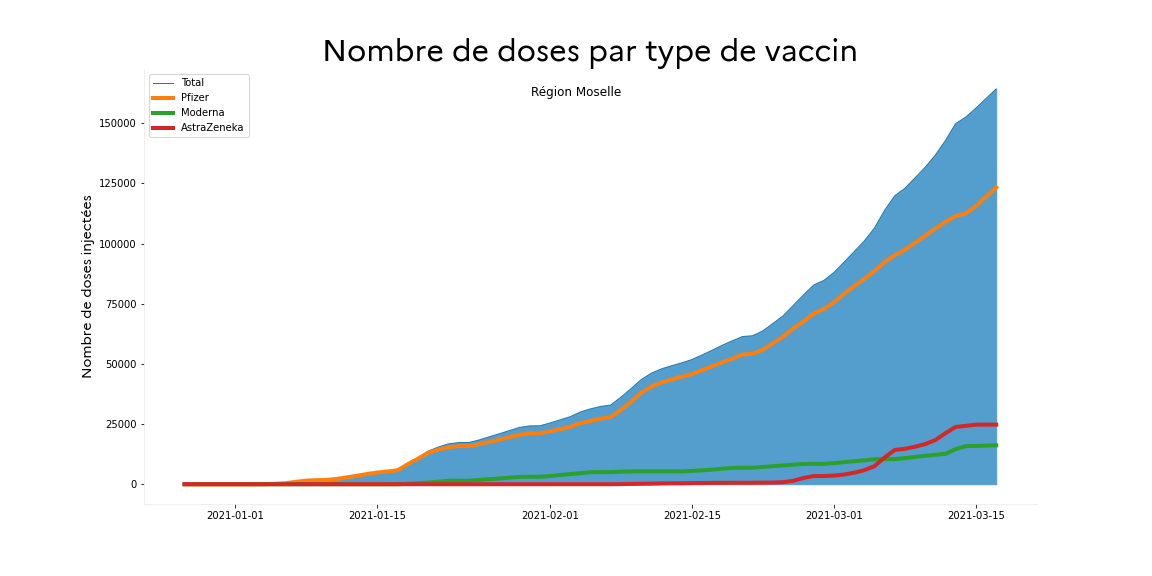 Nombre de doses par type de vaccin
Région Moselle
Total
Pfizer
Moderna
AstraZeneka
Nombre de doses injectées
150000
125000
100000
75000
50000
25000
0
2021-01-01
2021-01-15
2021-02-01
2021-02-15
2021-03-01
2021-03-15